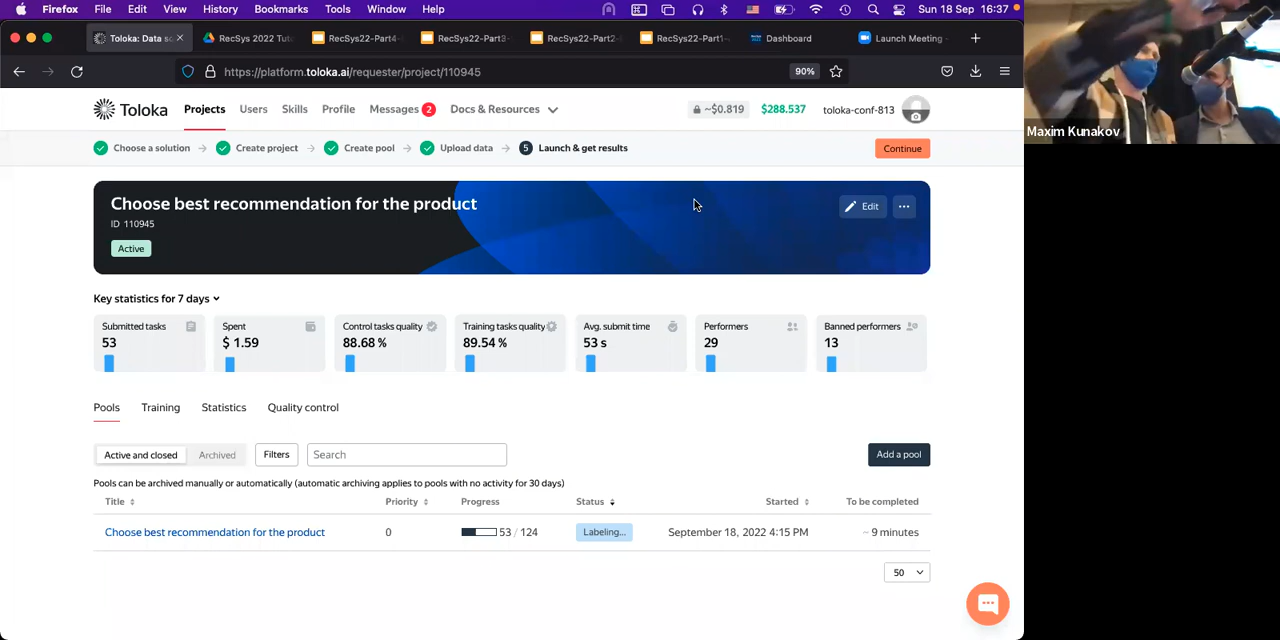 Firefox File Edit View History Bookmarks Tools Window Help Sun 18 Sep 16:37
Toloka: Data s RecSys 2022 Tut RecSys22-Part4- RecSys22-Part3- RecSys22-Part2- RecSys22-Part1- Dashboard Launch Meeting -
https://platform.toloka.ai/requester/project/110945 90%
Toloka Projects Users Skills Profile Messages 2 Docs & Resources ~$0.819 $288.537 toloka-conf-813
Choose a solution Create project Create pool Upload data 5 Launch & get results Continue
Choose best recommendation for the product
Edit
ID 110945
Active
Key statistics for 7 days
Submitted tasks Spent Control tasks quality Training tasks quality Avg. submit time Performers Banned performers
53 $ 1.59 88.68 % 89.54 % 53 s 29 13
Pools Training Statistics Quality control
Active and closed Archived Filters Search Add a pool
Pools can be archived manually or automatically (automatic archiving applies to pools with no activity for 30 days)
Title Priority Progress Status Started To be completed
Choose best recommendation for the product 0 53 / 124 Labeling... September 18, 2022 4:15 PM ~ 9 minutes
50
Maxim Kunakov